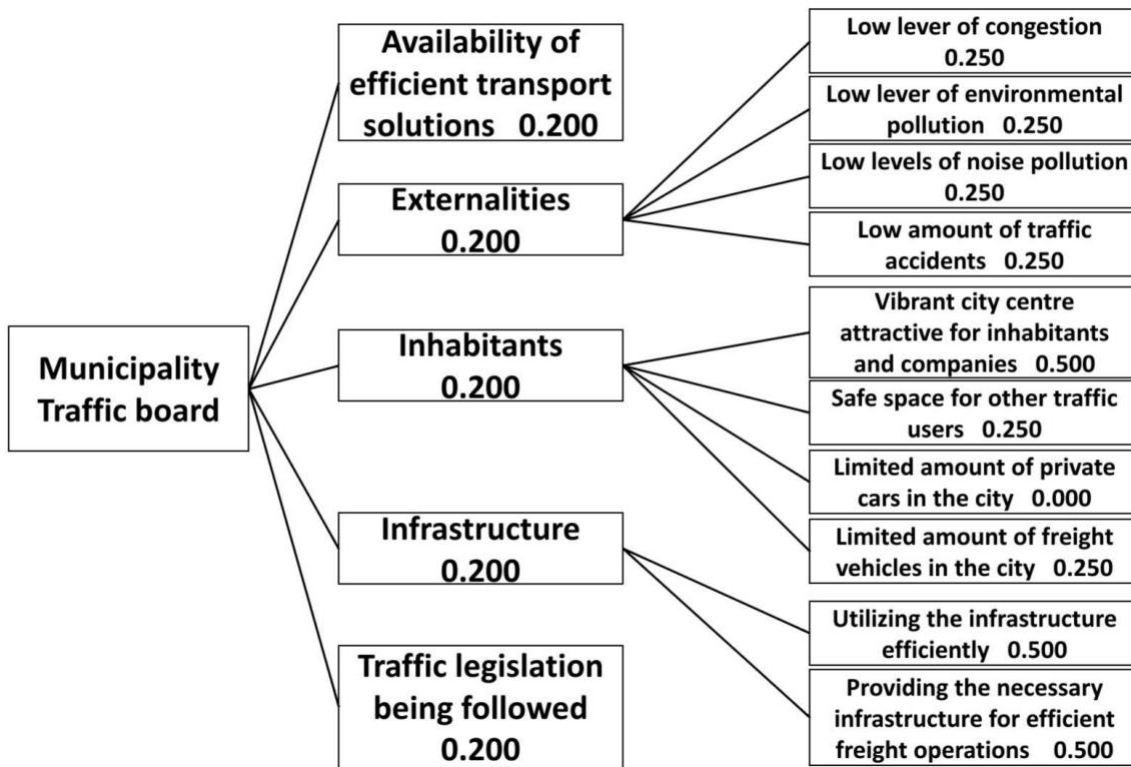 Municipality
Traffic board
Availability of
efficient transport
solutions 0.200
Externalities
0.200
Inhabitants
0.200
Infrastructure
0.200
Traffic legislation
being followed
0.200
Low lever of congestion
0.250
Low lever of environmental
pollution 0.250
Low levels of noise pollution
0.250
Low amount of traffic
accidents 0.250
Vibrant city centre
attractive for inhabitants
and companies 0.500
Safe space for other traffic
users 0.250
Limited amount of private
cars in the city 0.000
Limited amount of freight
vehicles in the city 0.250
Utilizing the infrastructure
efficiently 0.500
Providing the necessary
infrastructure for efficient
freight operations 0.500